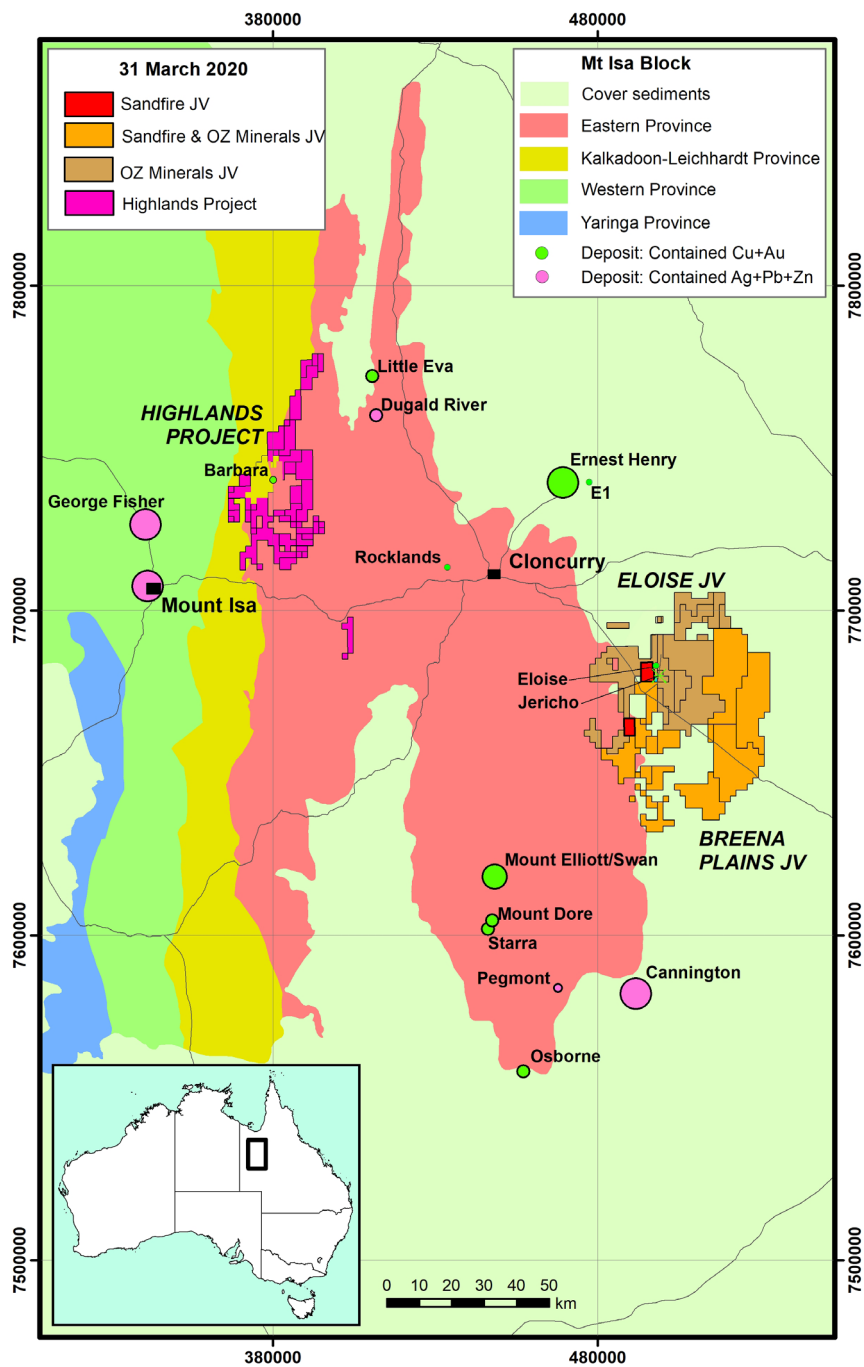 380000
480000
31 March 2020
Sandfire JV
Sandfire & OZ Minerals JV
OZ Minerals JV
Highlands Project
Mt Isa Block
Cover sediments
Eastern Province
Kalkadoon-Leichhardt Province
Western Province
Yaringa Province
Deposit: Contained Cu+Au
Deposit: Contained Ag+Pb+Zn
7800000
7800000
Little Eva
Dugald River
HIGHLANDS
PROJECT
Barbara
Ernest Henry
E1
George Fisher
Rocklands
Cloncurry
Mount Isa
ELOISE JV
7700000
7700000
Eloise
Jericho
BREENA
PLAINS JV
Mount Elliott/Swan
Mount Dore
Starra
7600000
7600000
Pegmont
Cannington
Osborne
7500000
7500000
0 10 20 30 40 50
km
380000
480000